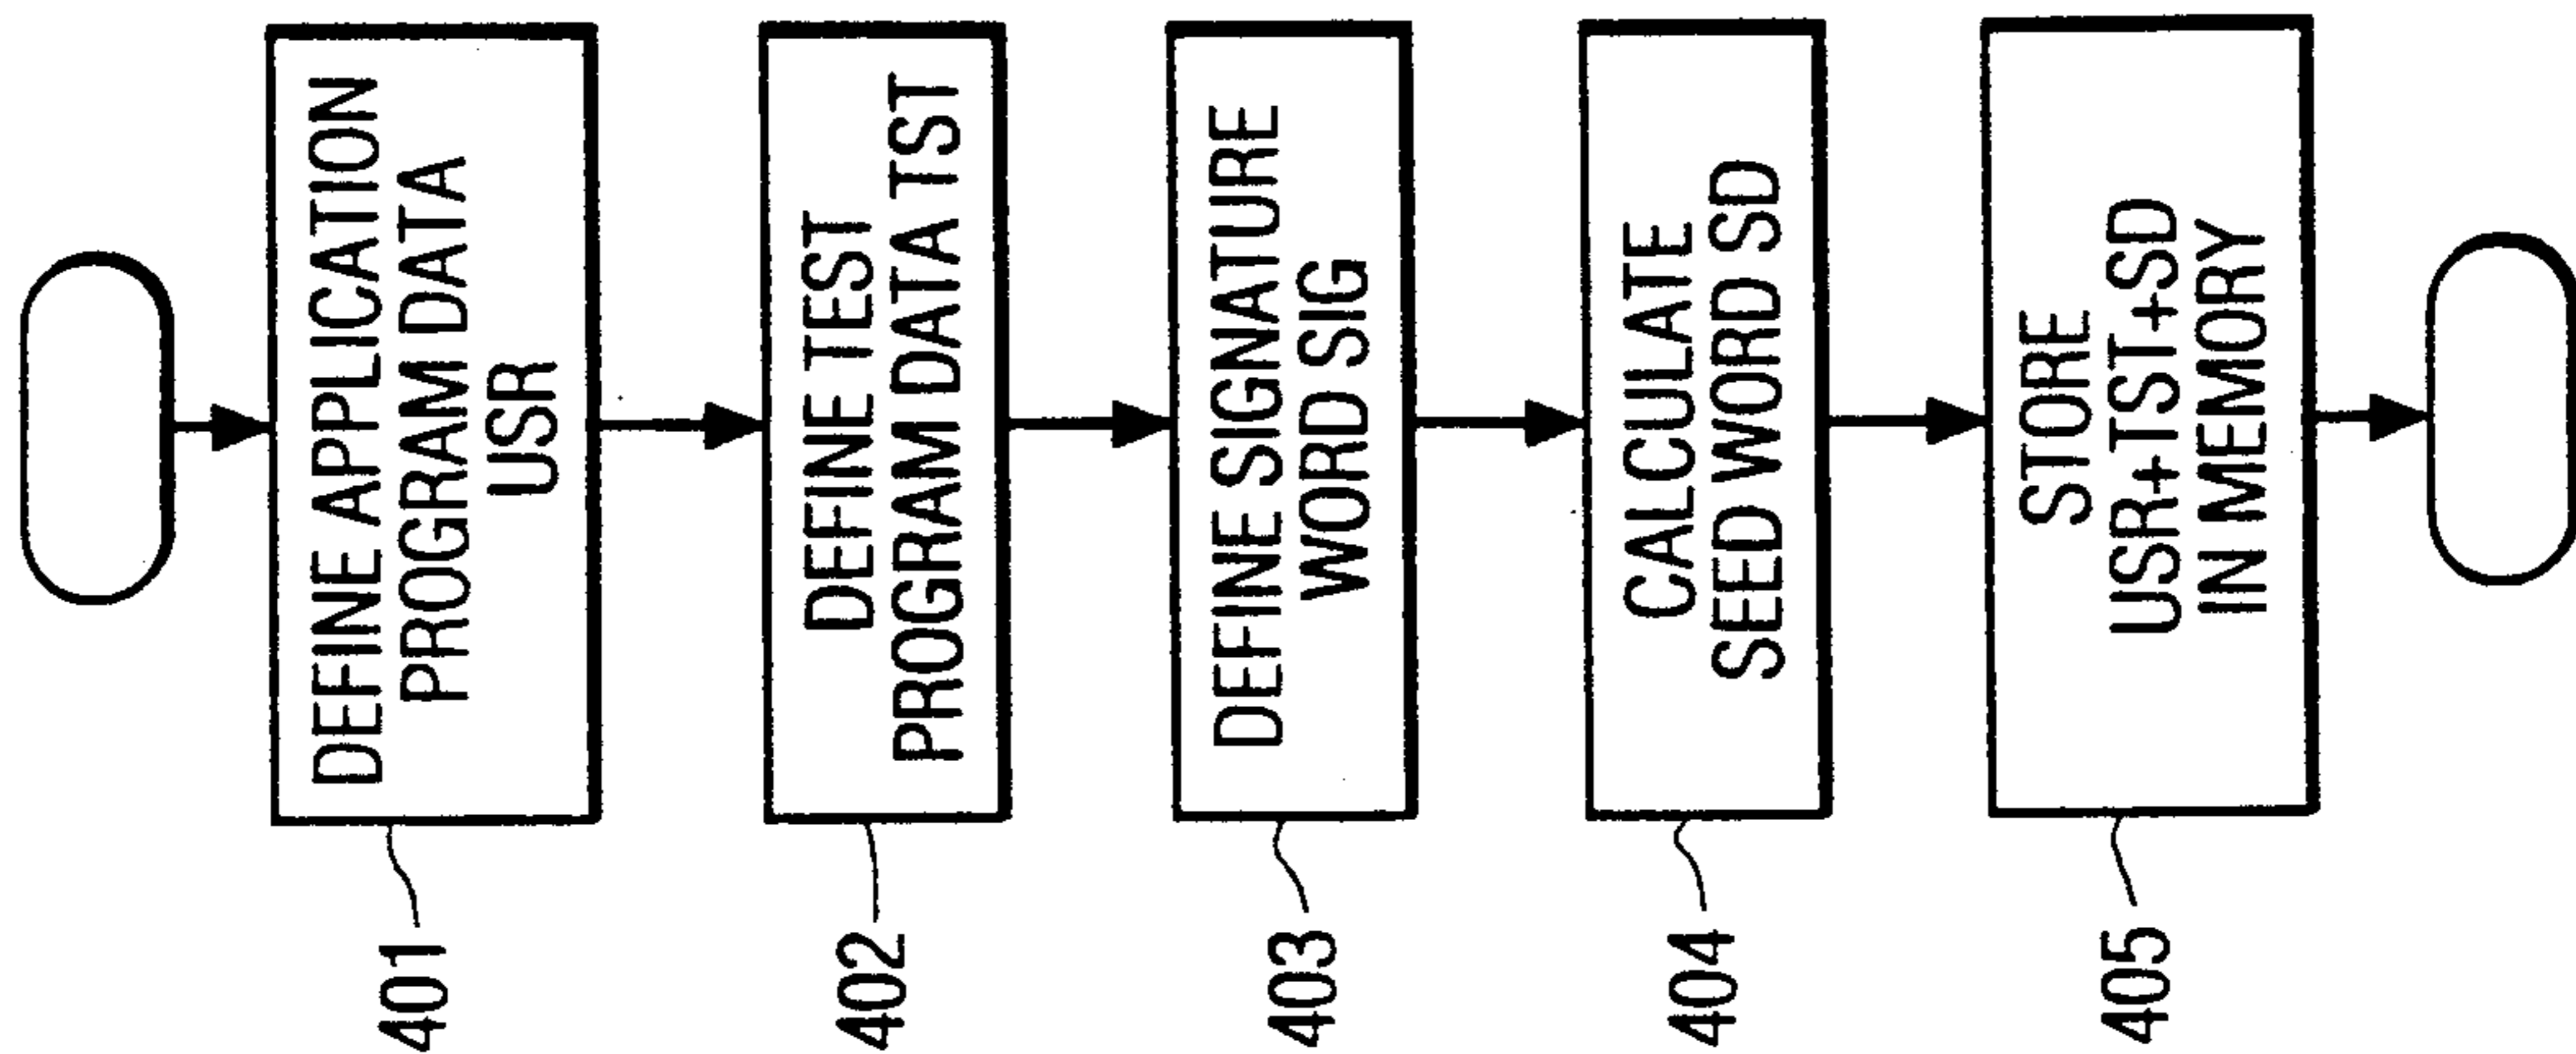 401
DEFINE APPLICATION
PROGRAM DATA
USR
402
DEFINE TEST
PROGRAM DATA TST
403
DEFINE SIGNATURE
WORD SIG
404
CALCULATE
SEED WORD SD
405
STORE
USR+TST+SD
IN MEMORY